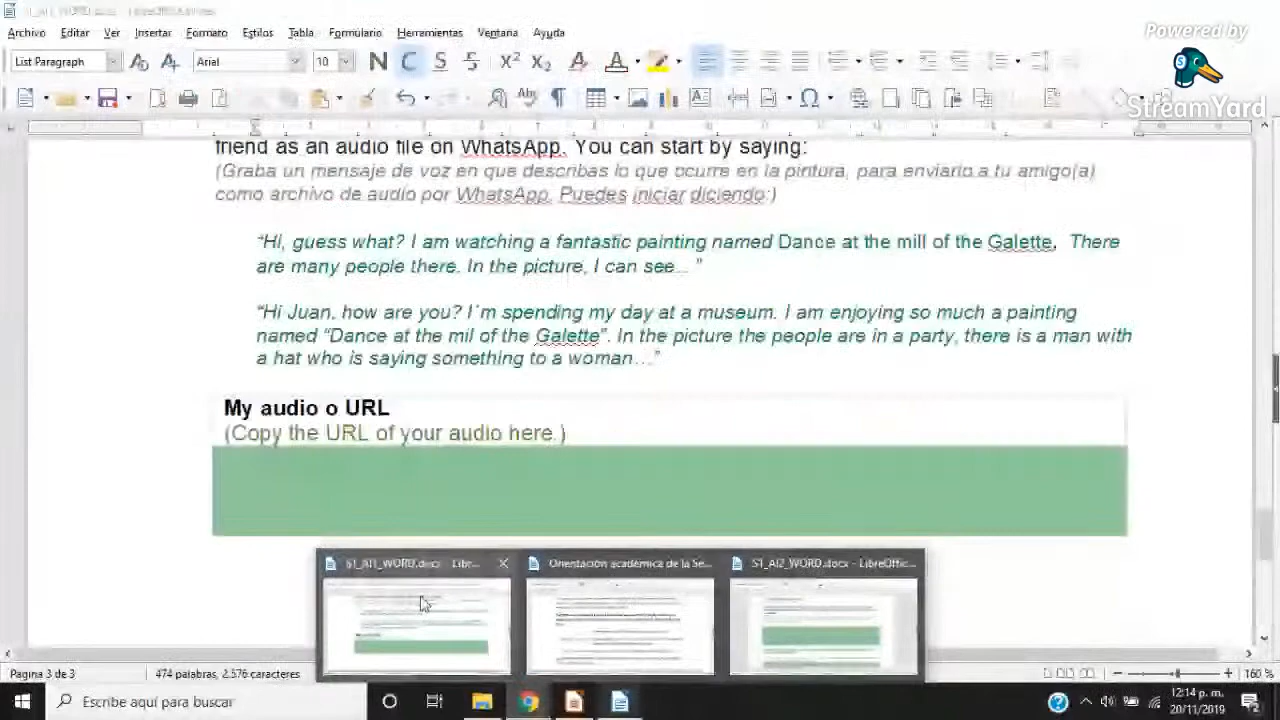 Powered by
StreamYard
Archivo Editar Ver Insertar Formato Estilos Tabla Formulario Herramientas Ventana Ayuda
List Paragraph Arial
friend as an audio file on WhatsApp. You can start by saying:
(Graba un mensaje de voz en que describas lo que ocurre en la pintura, para enviarlo a tu amigo(a)
como archivo de audio por WhatsApp. Puedes iniciar diciendo:)
“Hi, guess what? I am watching a fantastic painting named Dance at the mill of the Galette. There
are many people there. In the picture, I can see... ”
“Hi Juan, how are you? I´m spending my day at a museum. I am enjoying so much a painting
named “Dance at the mil of the Galette”. In the picture the people are in a party, there is a man with
a hat who is saying something to a woman…”
My audio o URL
(Copy the URL of your audio here.)
S1_AI1_WORD.docx - Libr... Orientación académica de la Se... S1_AI2_WORD.docx - LibreOffic...
Página 3 de 3 474 palabras, 2.576 caracteres 160 %
Escribe aquí para buscar
12:14 p. m.
20/11/2019